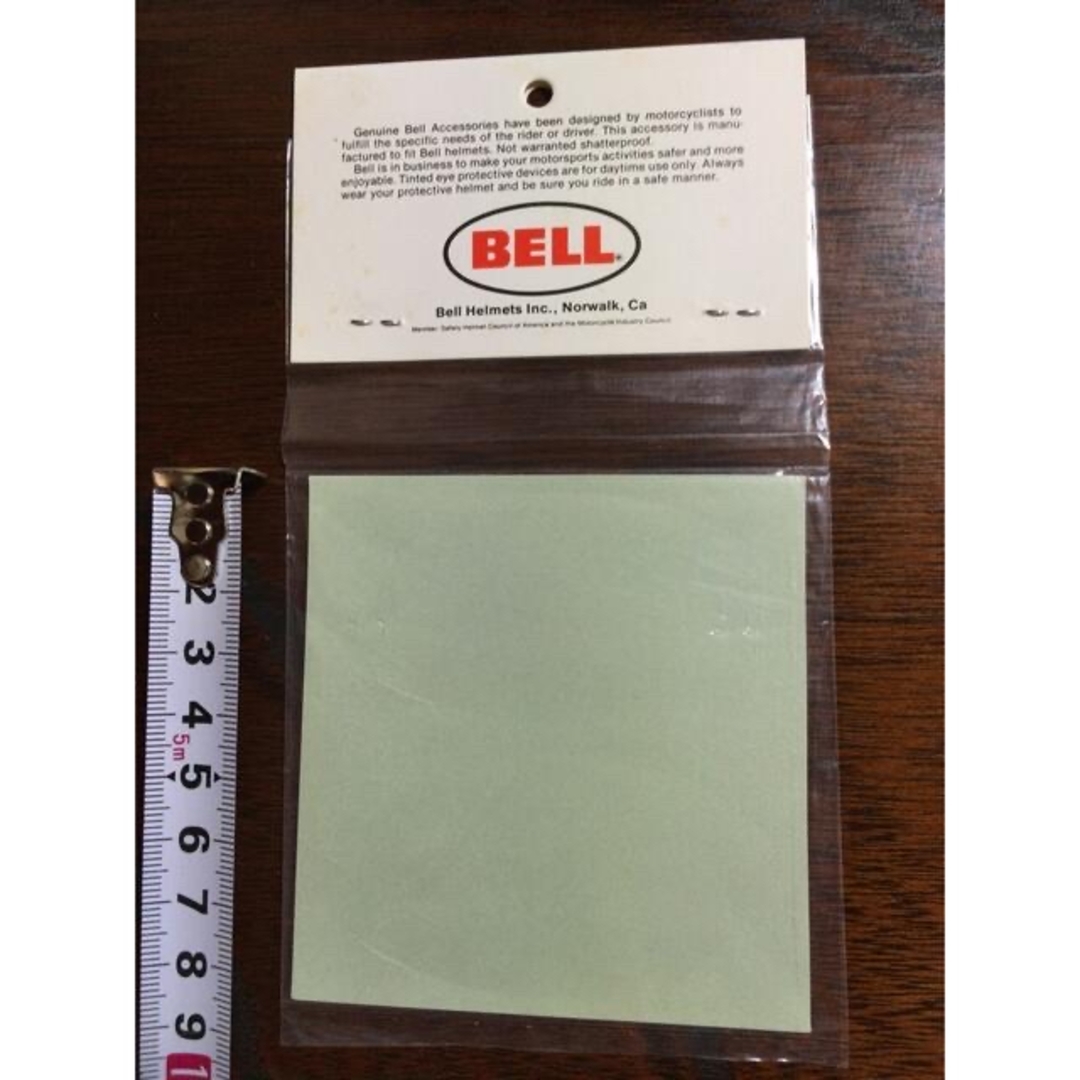 Genuine Bell Accessories have been designed by motorcyclists to
fulfill the specific needs of the rider or driver. This accessory is manu-
factured to fit Bell helmets. Not warranted shatterproof.
Bell is in business to make your motorsports activities safer and more
enjoyable. Tinted eye protective devices are for daytime use only. Always
wear your protective helmet and be sure you ride in a safe manner.
BELL
Bell Helmets Inc., Norwalk, Ca
Member Safety Helmet Council of America and the Motorcycle Industry Council
2
3
4
5m
5
6
7
8
9
1